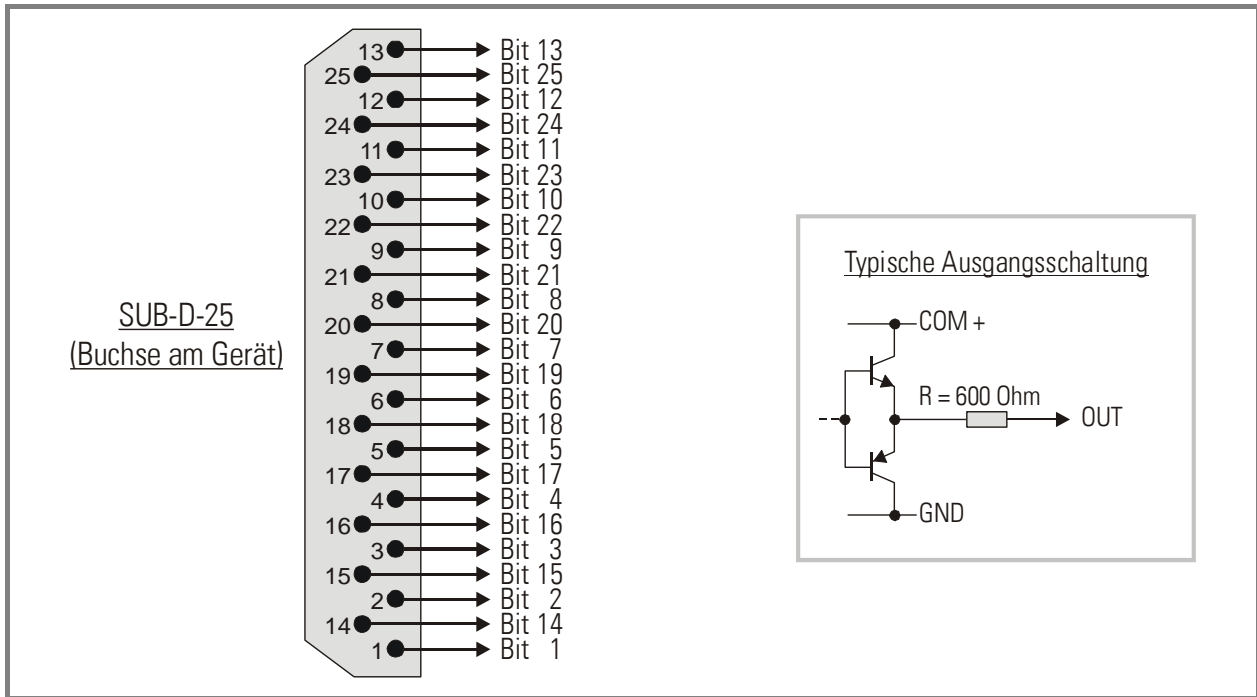 13 Bit 13
25 Bit 25
12 Bit 12
24 Bit 24
11 Bit 11
23 Bit 23
10 Bit 10
22 Bit 22
9 Bit 9
21 Bit 21
8 Bit 8
20 Bit 20
7 Bit 7
19 Bit 19
6 Bit 6
18 Bit 18
5 Bit 5
17 Bit 17
4 Bit 4
16 Bit 16
3 Bit 3
15 Bit 15
2 Bit 2
14 Bit 14
1 Bit 1
SUB-D-25
(Buchse am Gerät)
Typische Ausgangsschaltung
COM +
R = 600 Ohm
OUT
GND